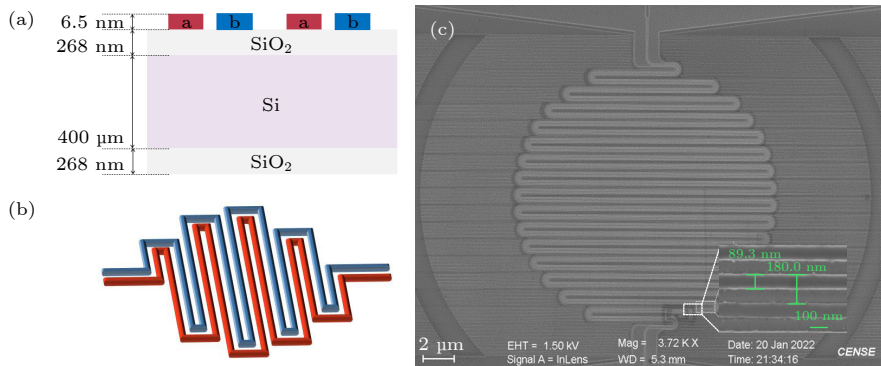 (a)
6.5 nm
a b a b
268 nm
SiO₂
Si
400 µm
268 nm
SiO₂
(b)
(c)
89.3 nm
180.0 nm
100 nm
2 µm
EHT = 1.50 kV
Signal A = InLens
Mag = 3.72 K X
WD = 5.3 mm
Date: 20 Jan 2022
Time: 21:34:16
CENSE